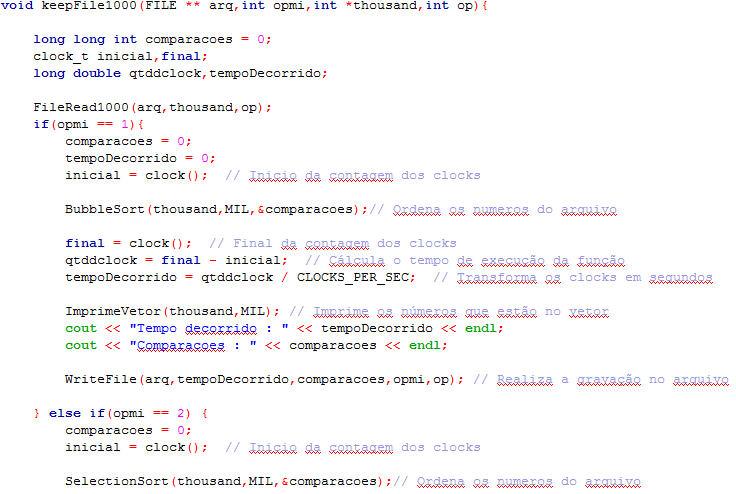 void keepFile1000(FILE ** arq,int opmi,int *thousand,int op){
long long int comparacoes = 0;
clock_t inicial,final;
long double qtddclock,tempoDecorrido;
FileRead1000(arq,thousand,op);
if(opmi == 1){
comparacoes = 0;
tempoDecorrido = 0;
inicial = clock();  // Inicio da contagem dos clocks
BubbleSort(thousand,MIL,&comparacoes);// Ordena os numeros do arquivo
final = clock();  // Final da contagem dos clocks
qtddclock = final - inicial;  // Cálcula o tempo de execução da função
tempoDecorrido = qtddclock / CLOCKS_PER_SEC;  // Transforma os clocks em segundos
ImprimeVetor(thousand,MIL); // Imprime os números que estão no vetor
cout << "Tempo decorrido : " << tempoDecorrido << endl;
cout << "Comparacoes : " << comparacoes << endl;
WriteFile(arq,tempoDecorrido,comparacoes,opmi,op); // Realiza a gravação no arquivo
} else if(opmi == 2) {
comparacoes = 0;
inicial = clock();  // Inicio da contagem dos clocks
SelectionSort(thousand,MIL,&comparacoes);// Ordena os numeros do arquivo